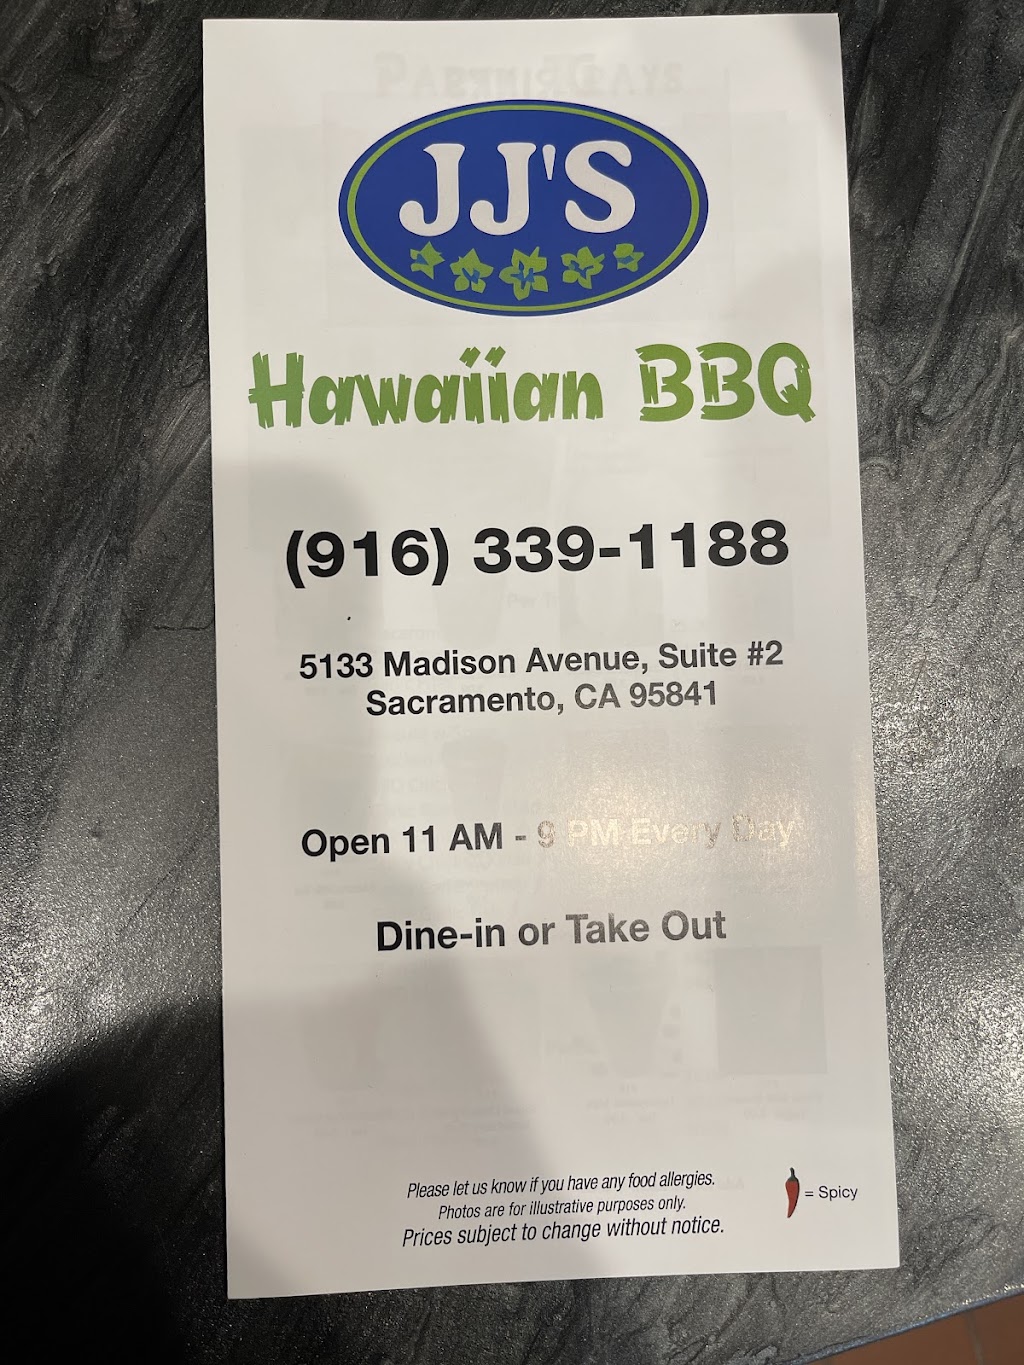 JJ'S
Hawaiian BBQ
(916) 339-1188
5133 Madison Avenue, Suite #2
Sacramento, CA 95841
Open 11 AM - 9 PM Every Day
Dine-in or Take Out
Please let us know if you have any food allergies.
Photos are for illustrative purposes only.
Prices subject to change without notice.
= Spicy